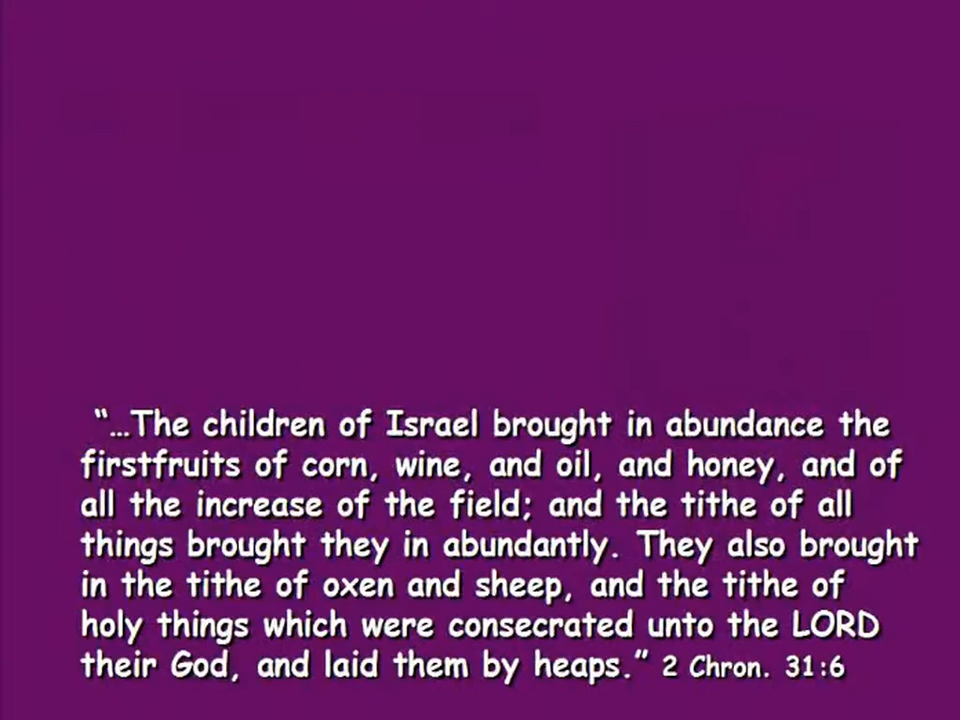 “…The children of Israel brought in abundance the
firstfruits of corn, wine, and oil, and honey, and of
all the increase of the field; and the tithe of all
things brought they in abundantly. They also brought
in the tithe of oxen and sheep, and the tithe of
holy things which were consecrated unto the LORD
their God, and laid them by heaps.” 2 Chron. 31:6